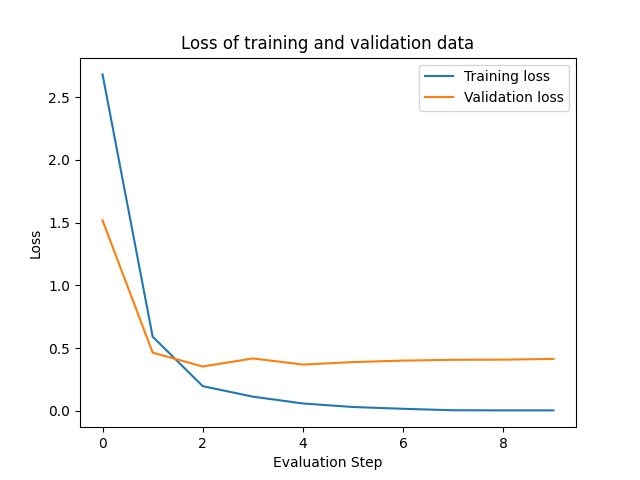 Loss of training and validation data
Training loss
Validation loss
2.5
2.0
1.5
1.0
0.5
0.0
Loss
0 2 4 6 8
Evaluation Step